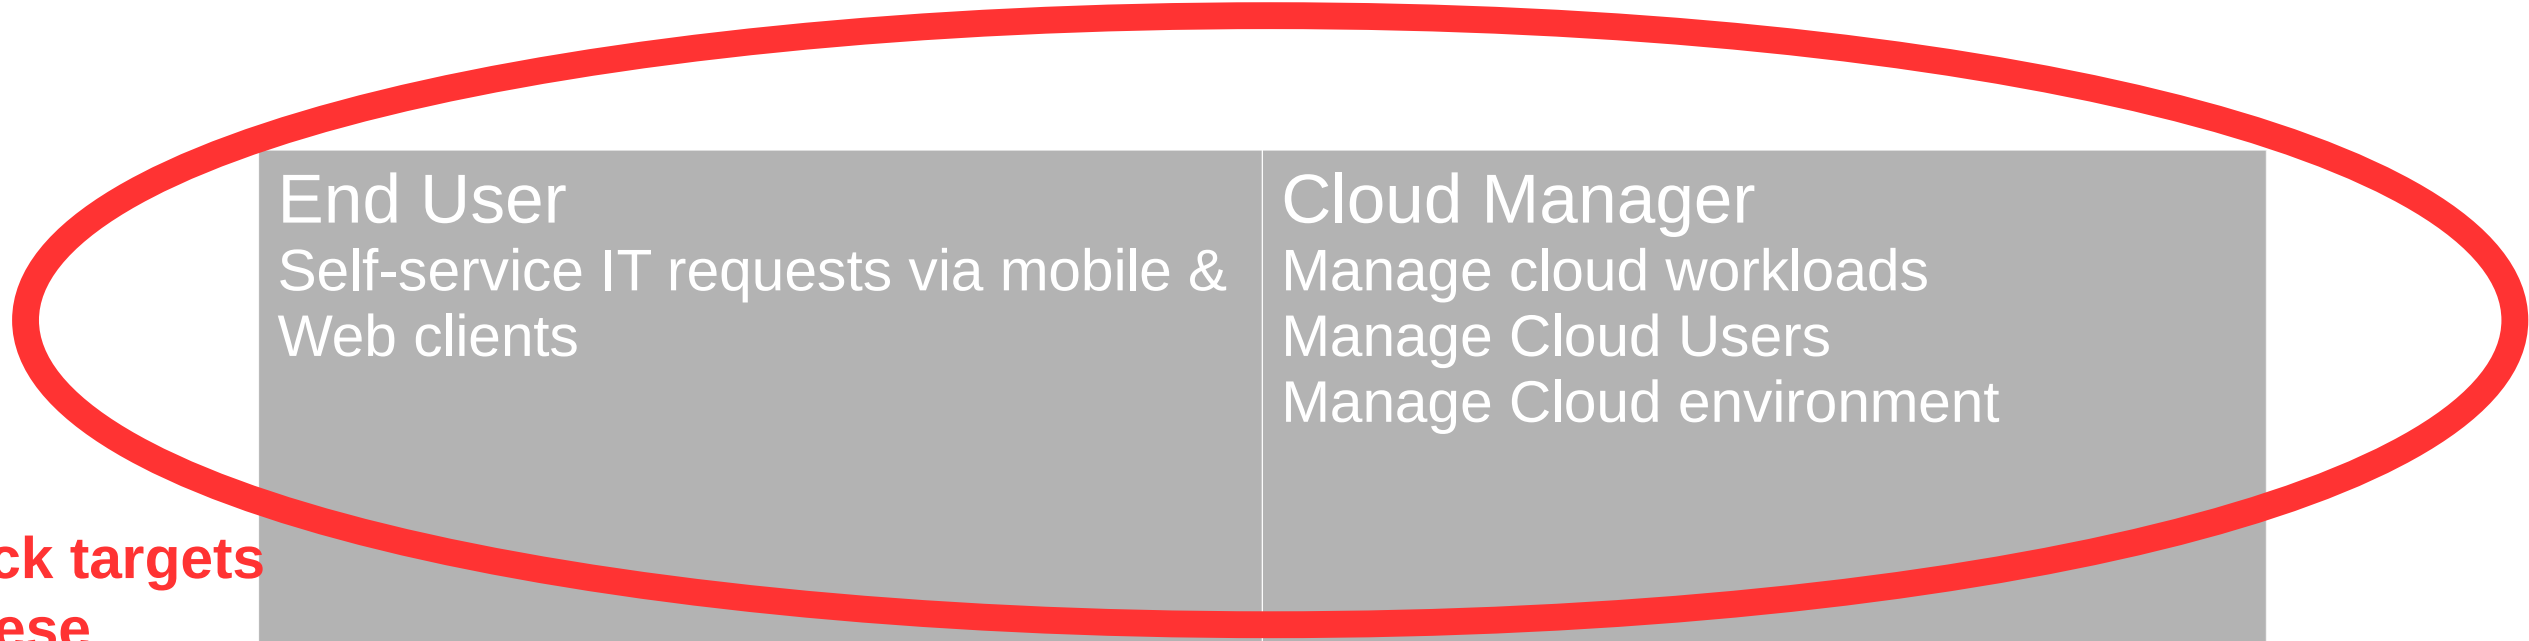 End User
Self-service IT requests via mobile &
Web clients
Cloud Manager
Manage cloud workloads
Manage Cloud Users
Manage Cloud environment
targets